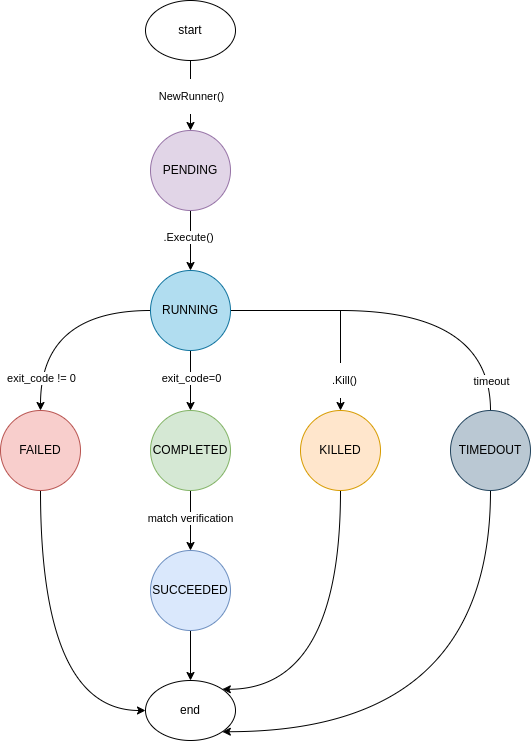 start
NewRunner()
PENDING
.Execute()
RUNNING
exit_code != 0
exit_code=0
.Kill()
timeout
FAILED
COMPLETED
KILLED
TIMEDOUT
match verification
SUCCEEDED
end